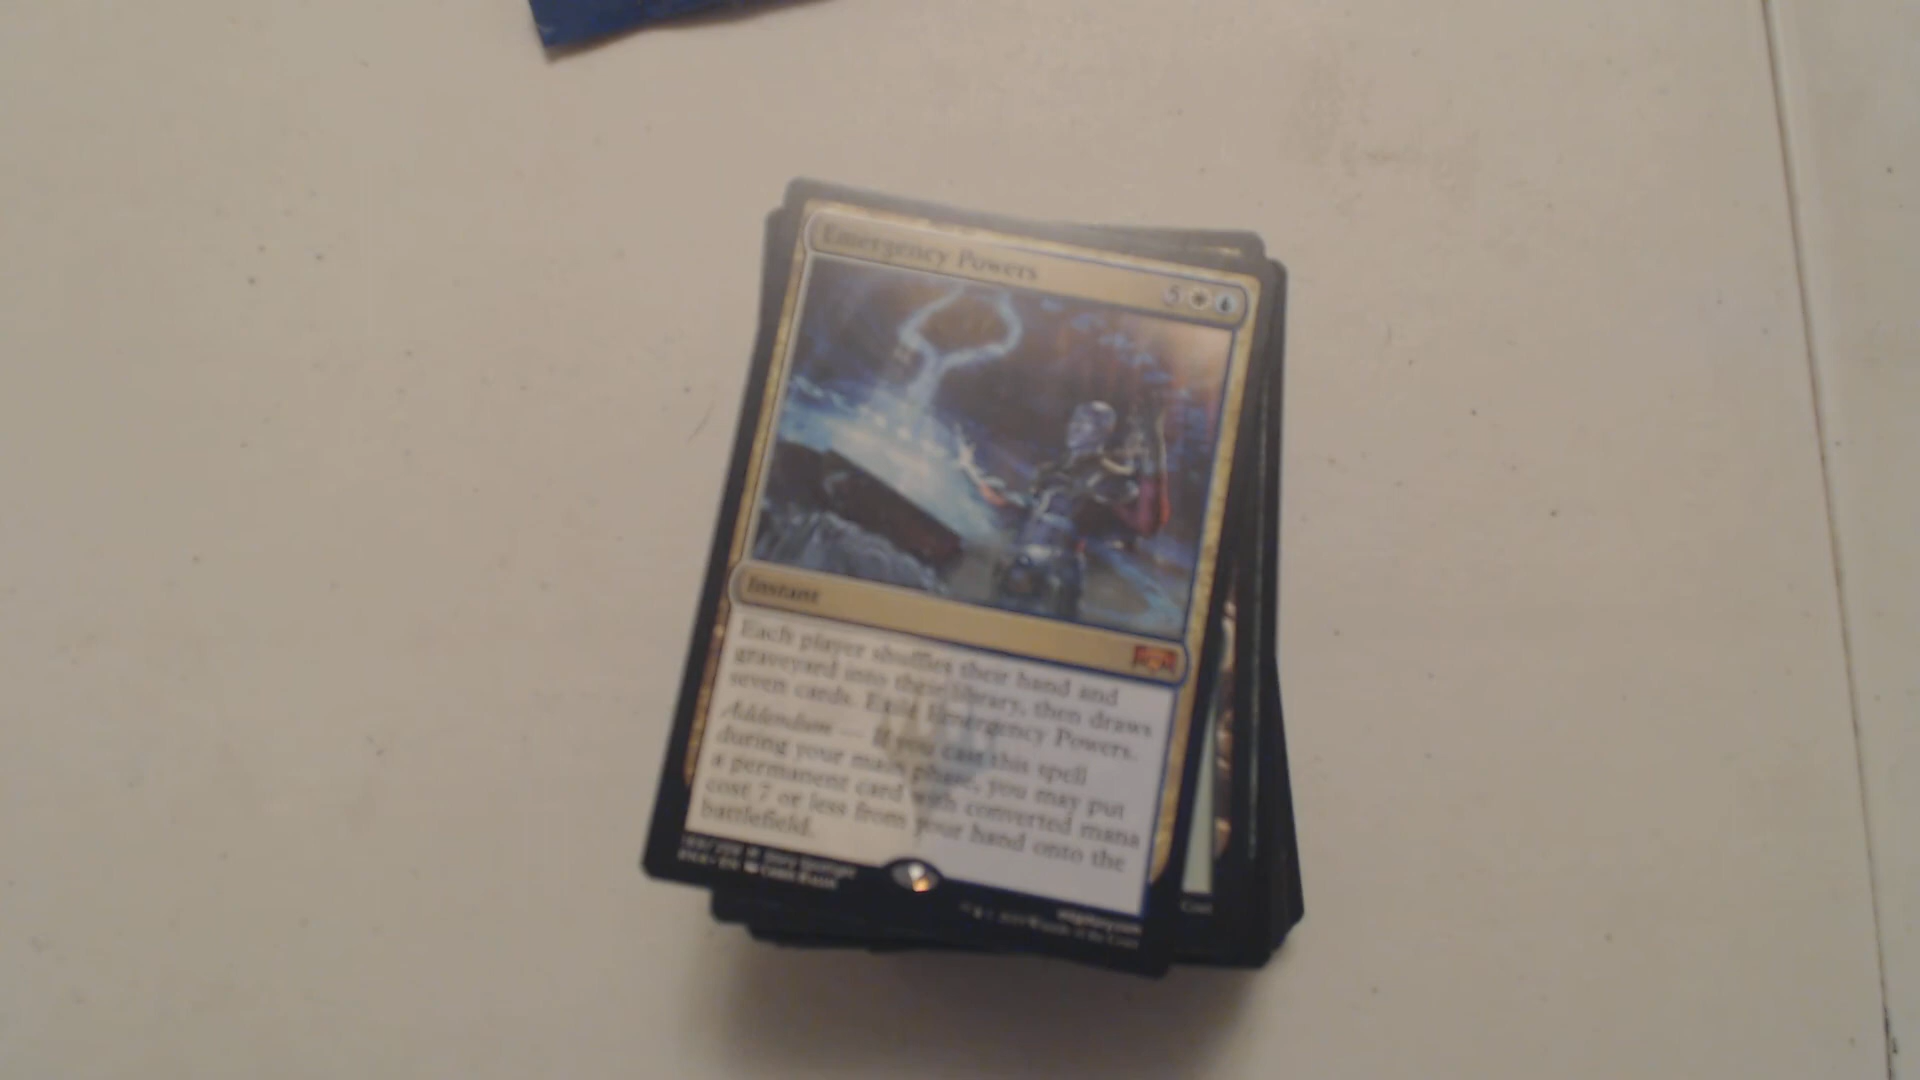 Emergency Powers
5
Instant
Each player shuffles their hand and
graveyard into their library, then draws
seven cards. Exile Emergency Powers.
Addendum — If you cast this spell
during your main phase, you may put
a permanent card with converted mana
cost 7 or less from your hand onto the
battlefield.